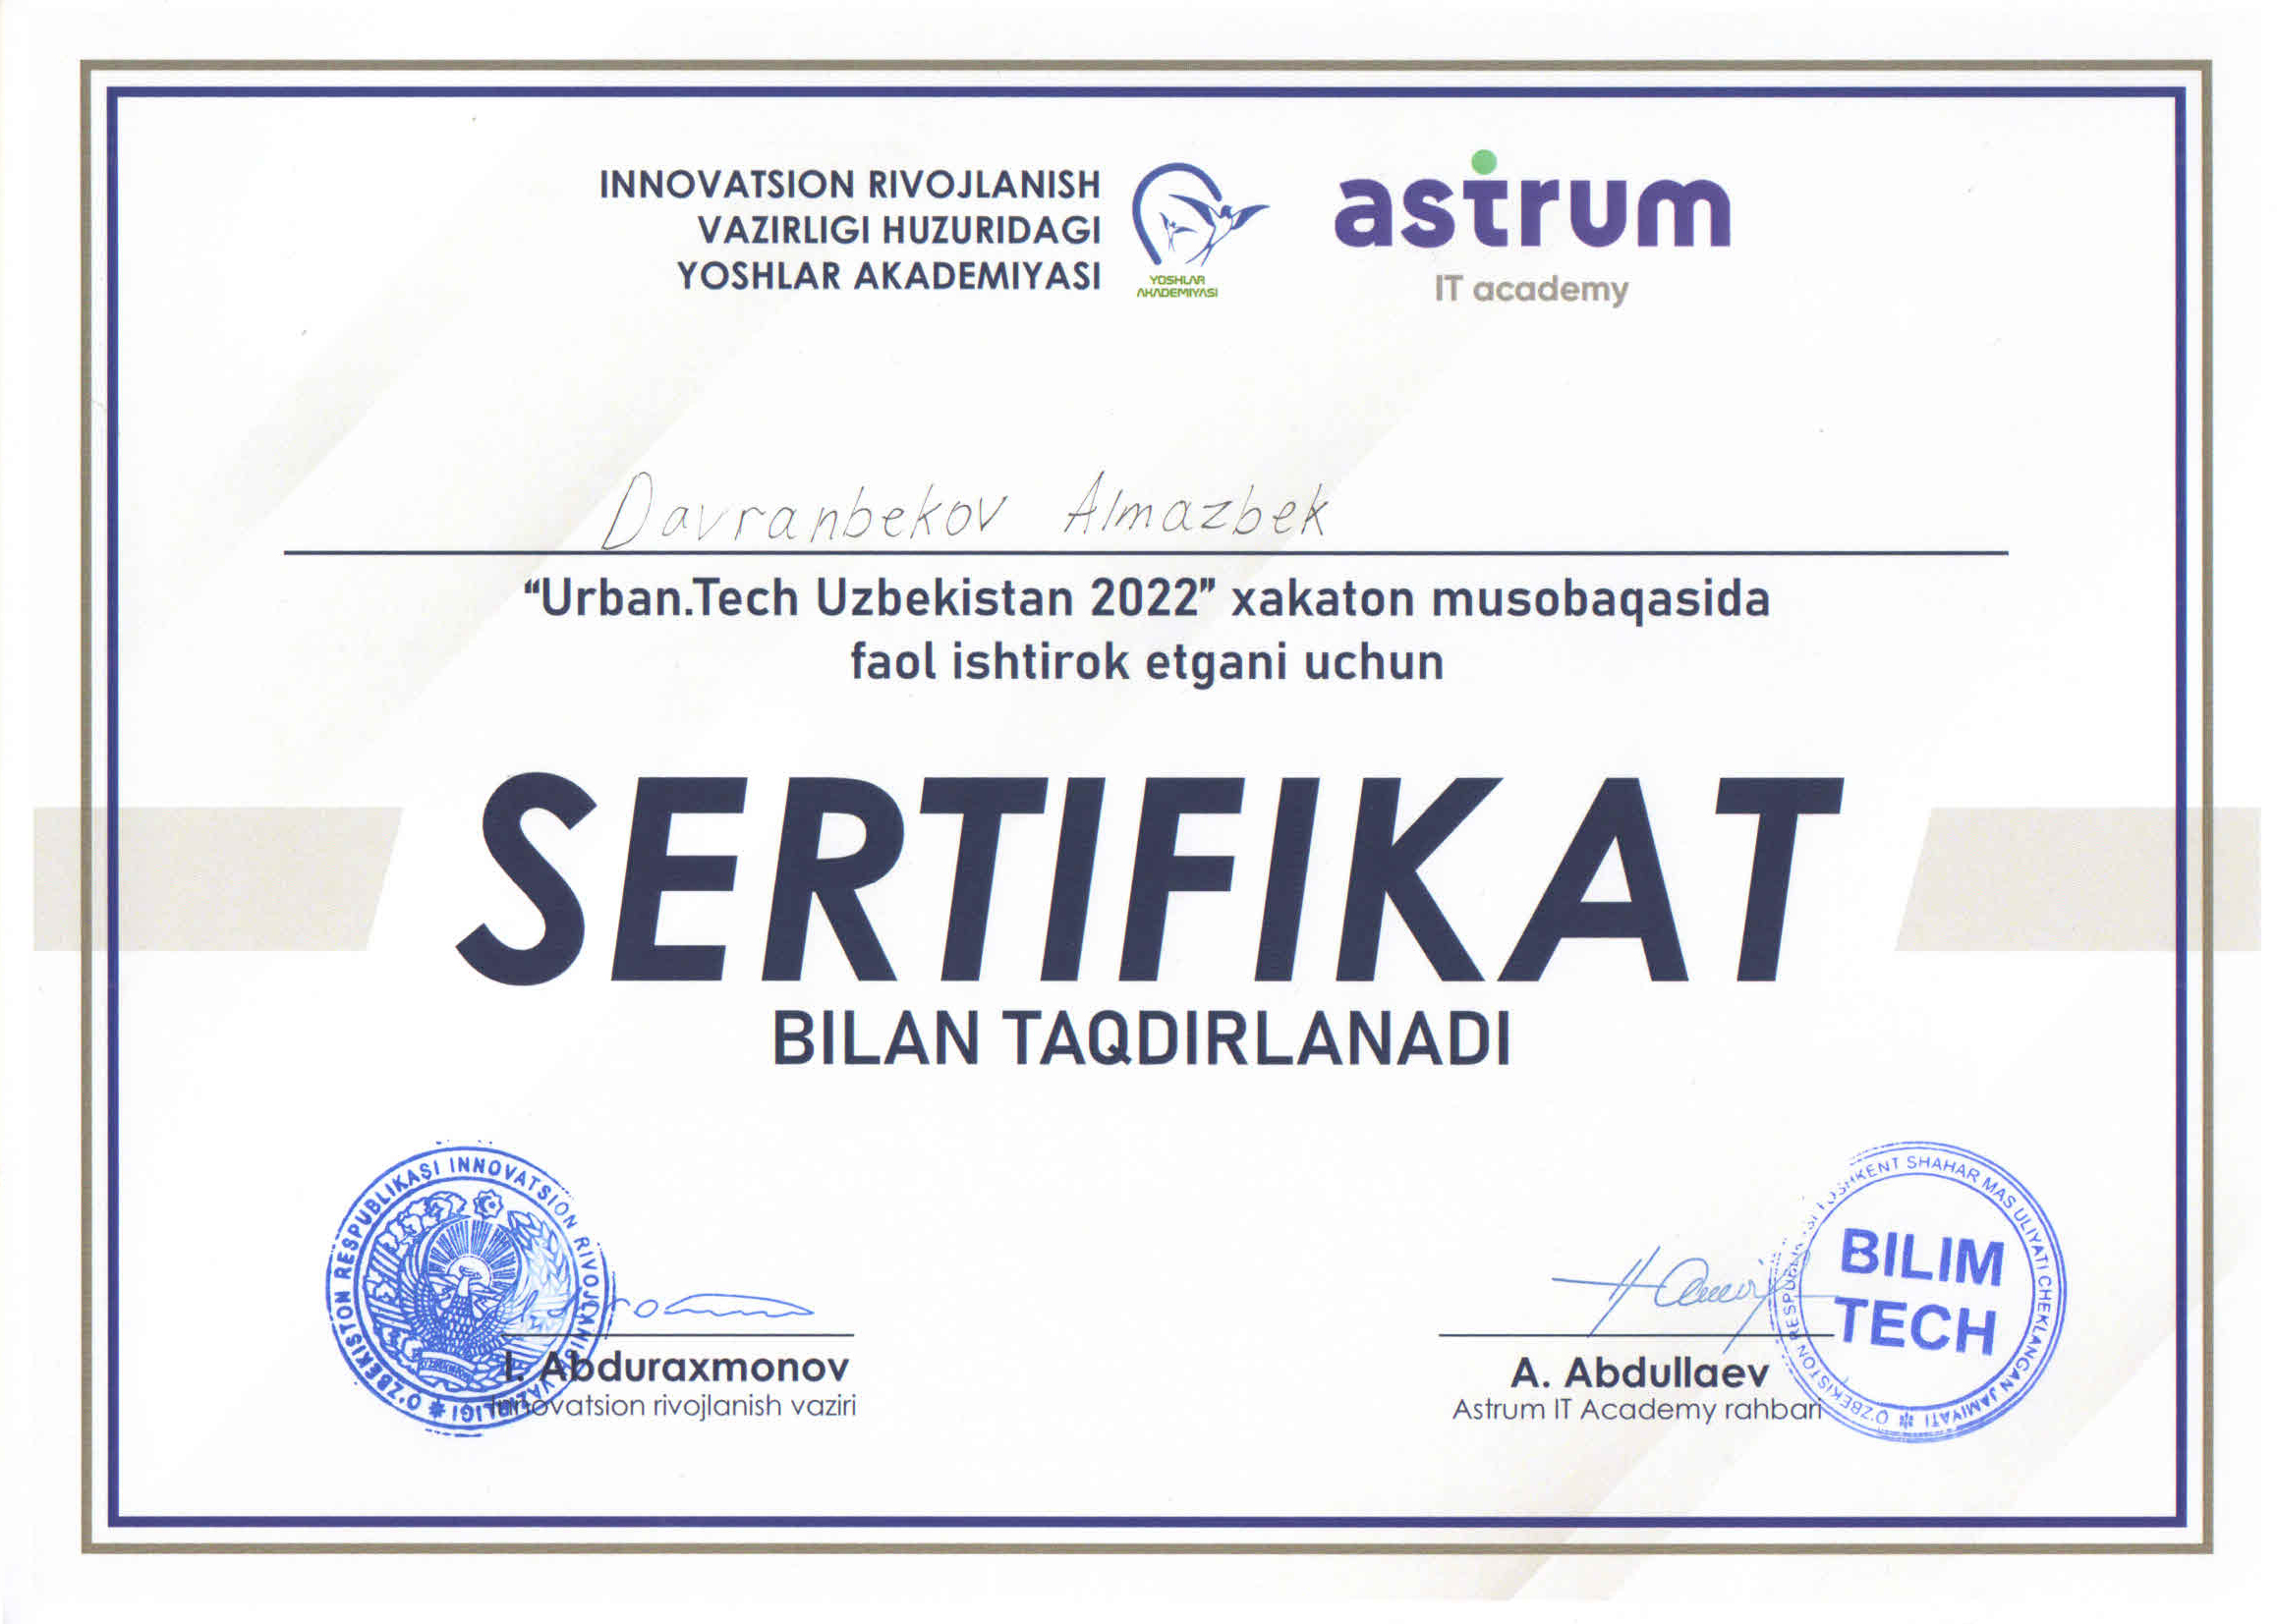 INNOVATSION RIVOJLANISH
VAZIRLIGI HUZURIDAGI
YOSHLAR AKADEMIYASI
YOSHLAR
AKADEMIYASI
astrum
IT academy
Davranbekov Almazbek
“Urban.Tech Uzbekistan 2022” xakaton musobaqasida
faol ishtirok etgani uchun
SERTIFIKAT
BILAN TAQDIRLANADI
O'ZBEKISTON RESPUBLIKASI INNOVATSION RIVOJLANISH VAZIRLIGI
I. Abduraxmonov
Innovatsion rivojlanish vaziri
A. Abdullaev
Astrum IT Academy rahbari
O'ZBEKISTON RESPUBLIKASI TOSHKENT SHAHAR MAS ULIYATI CHEKLANGAN JAMIYATI
BILIM
TECH